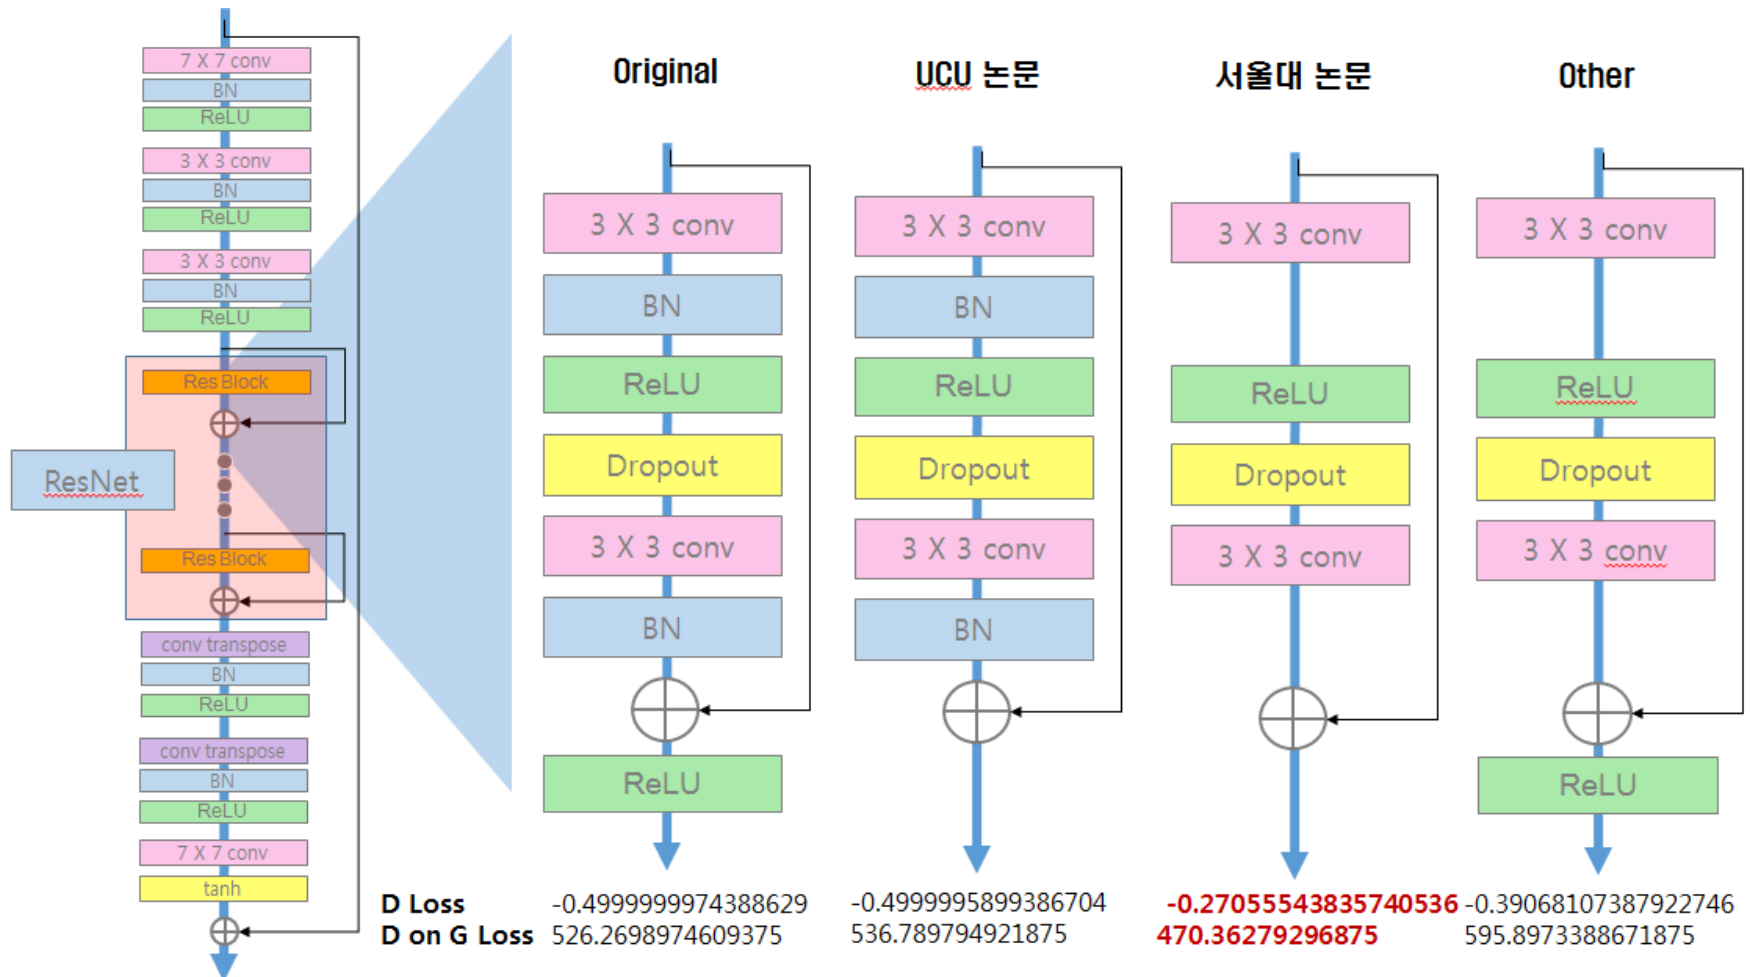 7 X 7 conv
BN
ReLU
3 X 3 conv
BN
ReLU
3 X 3 conv
BN
ReLU
Res Block
ResNet
Res Block
conv transpose
BN
ReLU
conv transpose
BN
ReLU
7 X 7 conv
tanh
Original
3 X 3 conv
BN
ReLU
Dropout
3 X 3 conv
BN
ReLU
UCU 논문
3 X 3 conv
BN
ReLU
Dropout
3 X 3 conv
BN
서울대 논문
3 X 3 conv
ReLU
Dropout
3 X 3 conv
Other
3 X 3 conv
ReLU
Dropout
3 X 3 conv
ReLU
D Loss -0.4999999974388629 -0.4999995899386704 -0.27055543835740536 -0.39068107387922746
D on G Loss 526.2698974609375 536.789794921875 470.36279296875 595.8973388671875